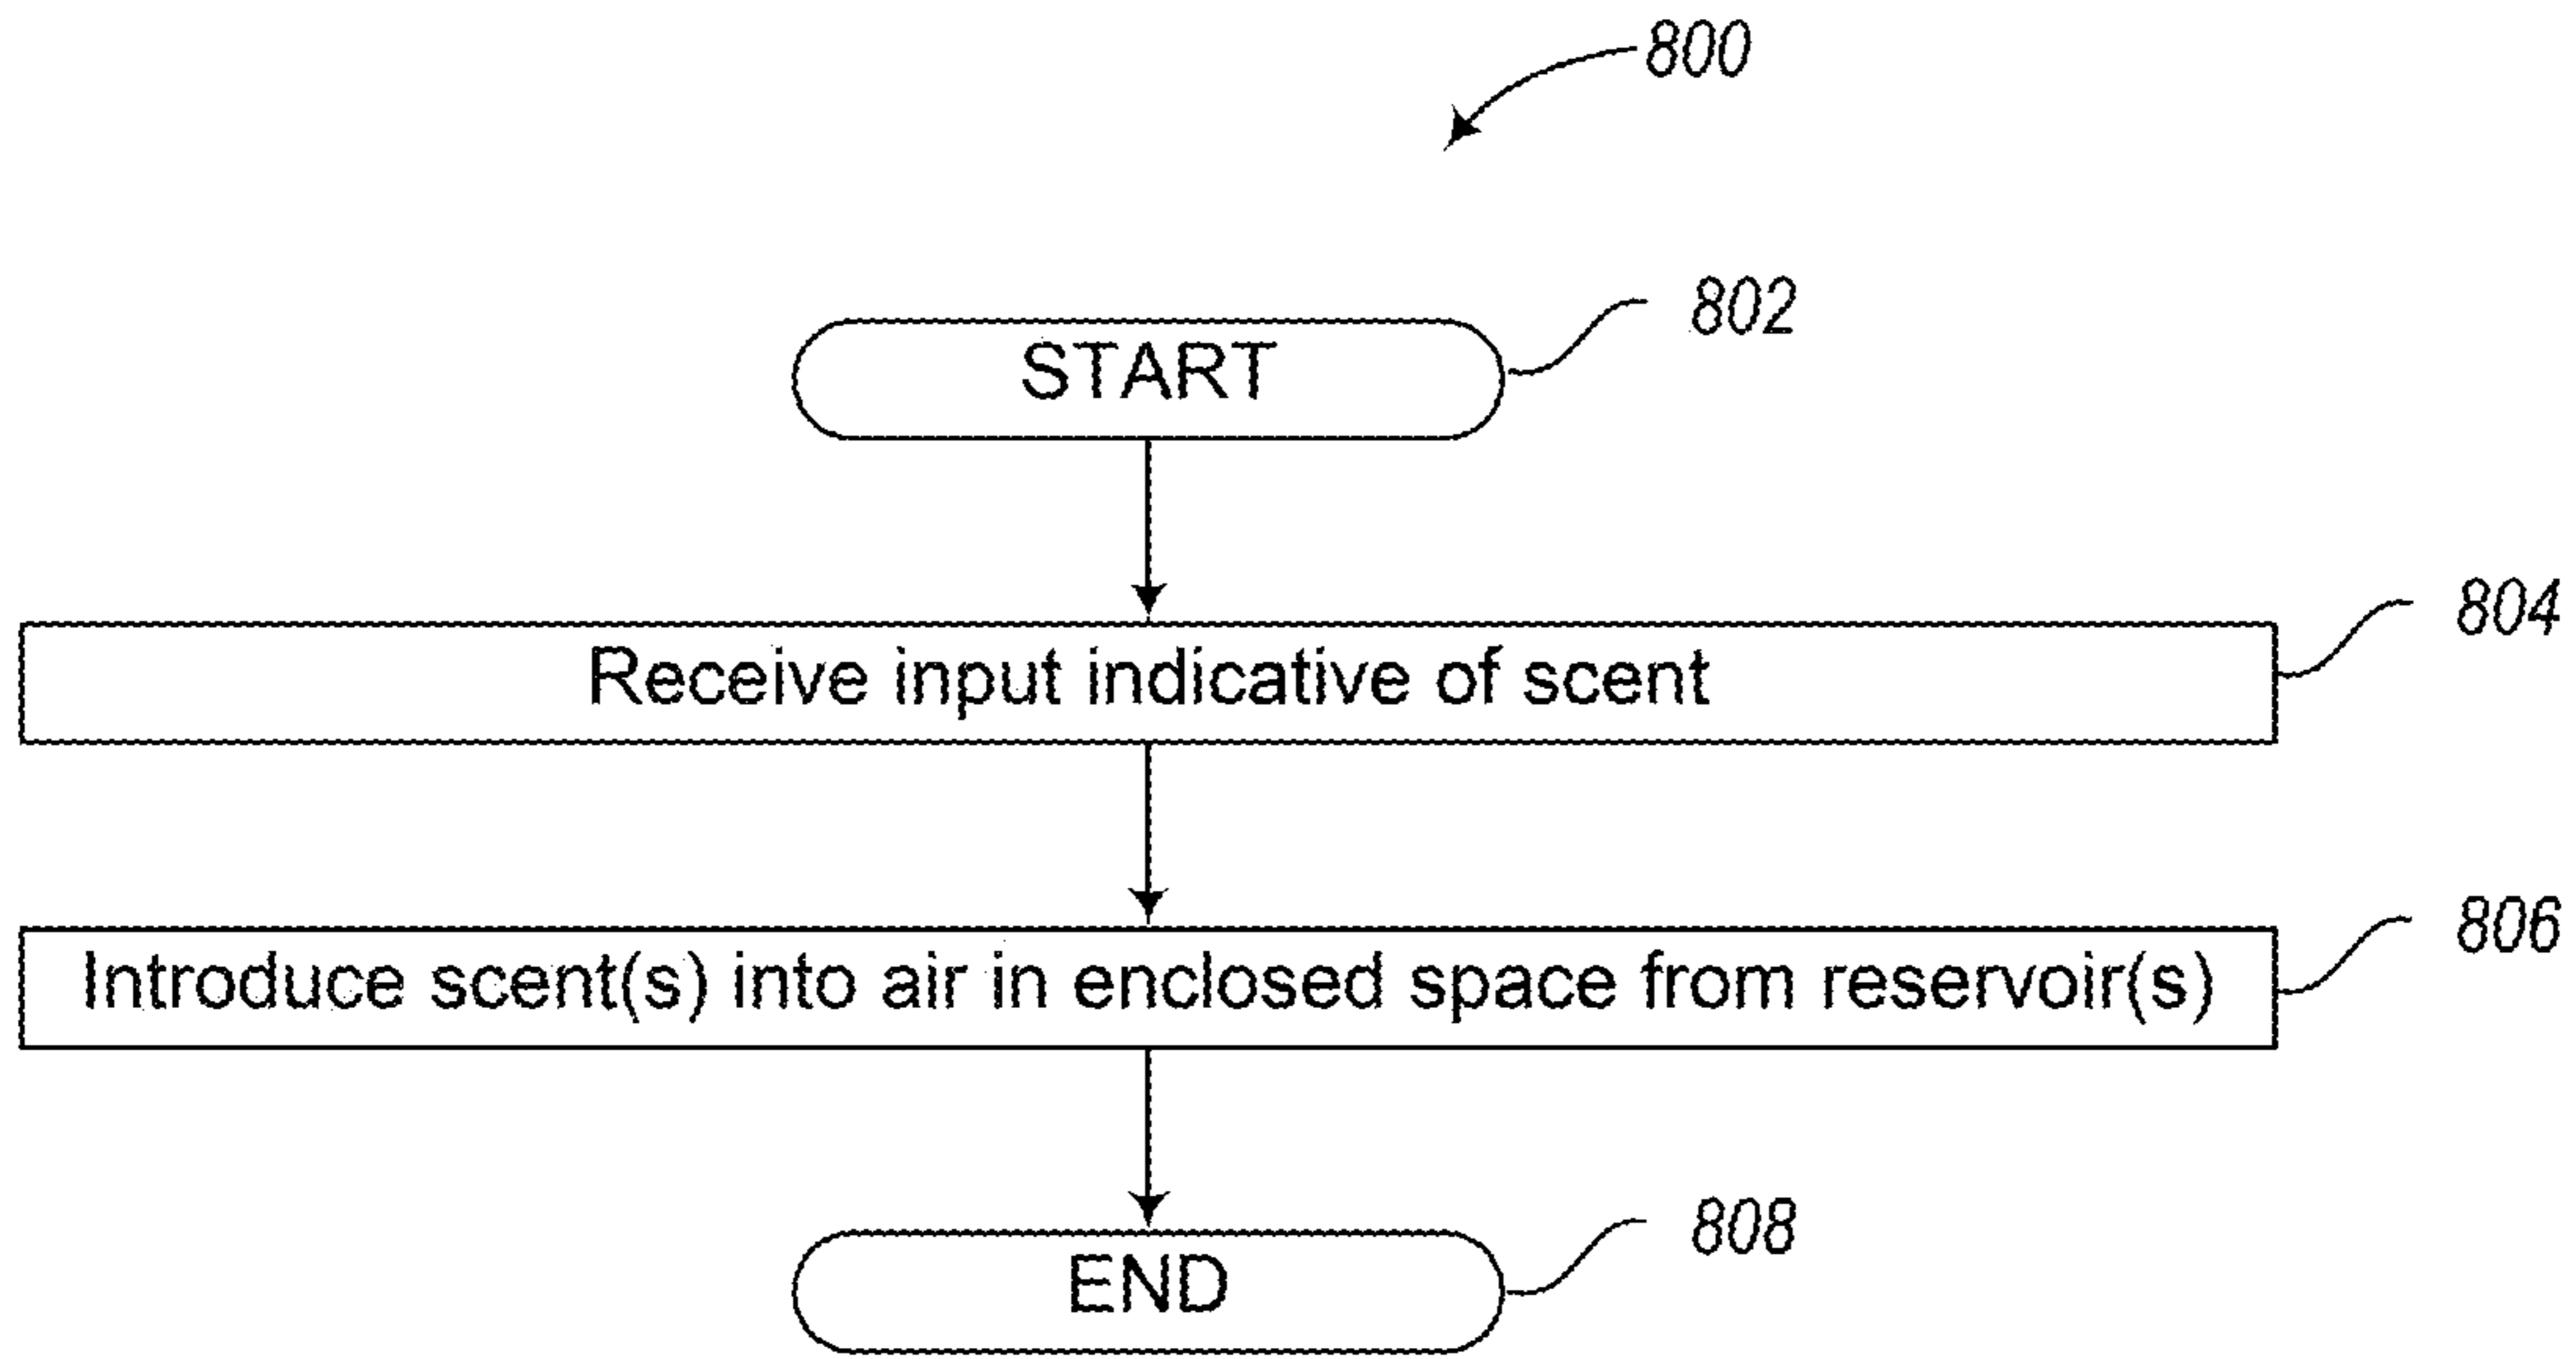 800
802
START
804
Receive input indicative of scent
806
Introduce scent(s) into air in enclosed space from reservoir(s)
808
END